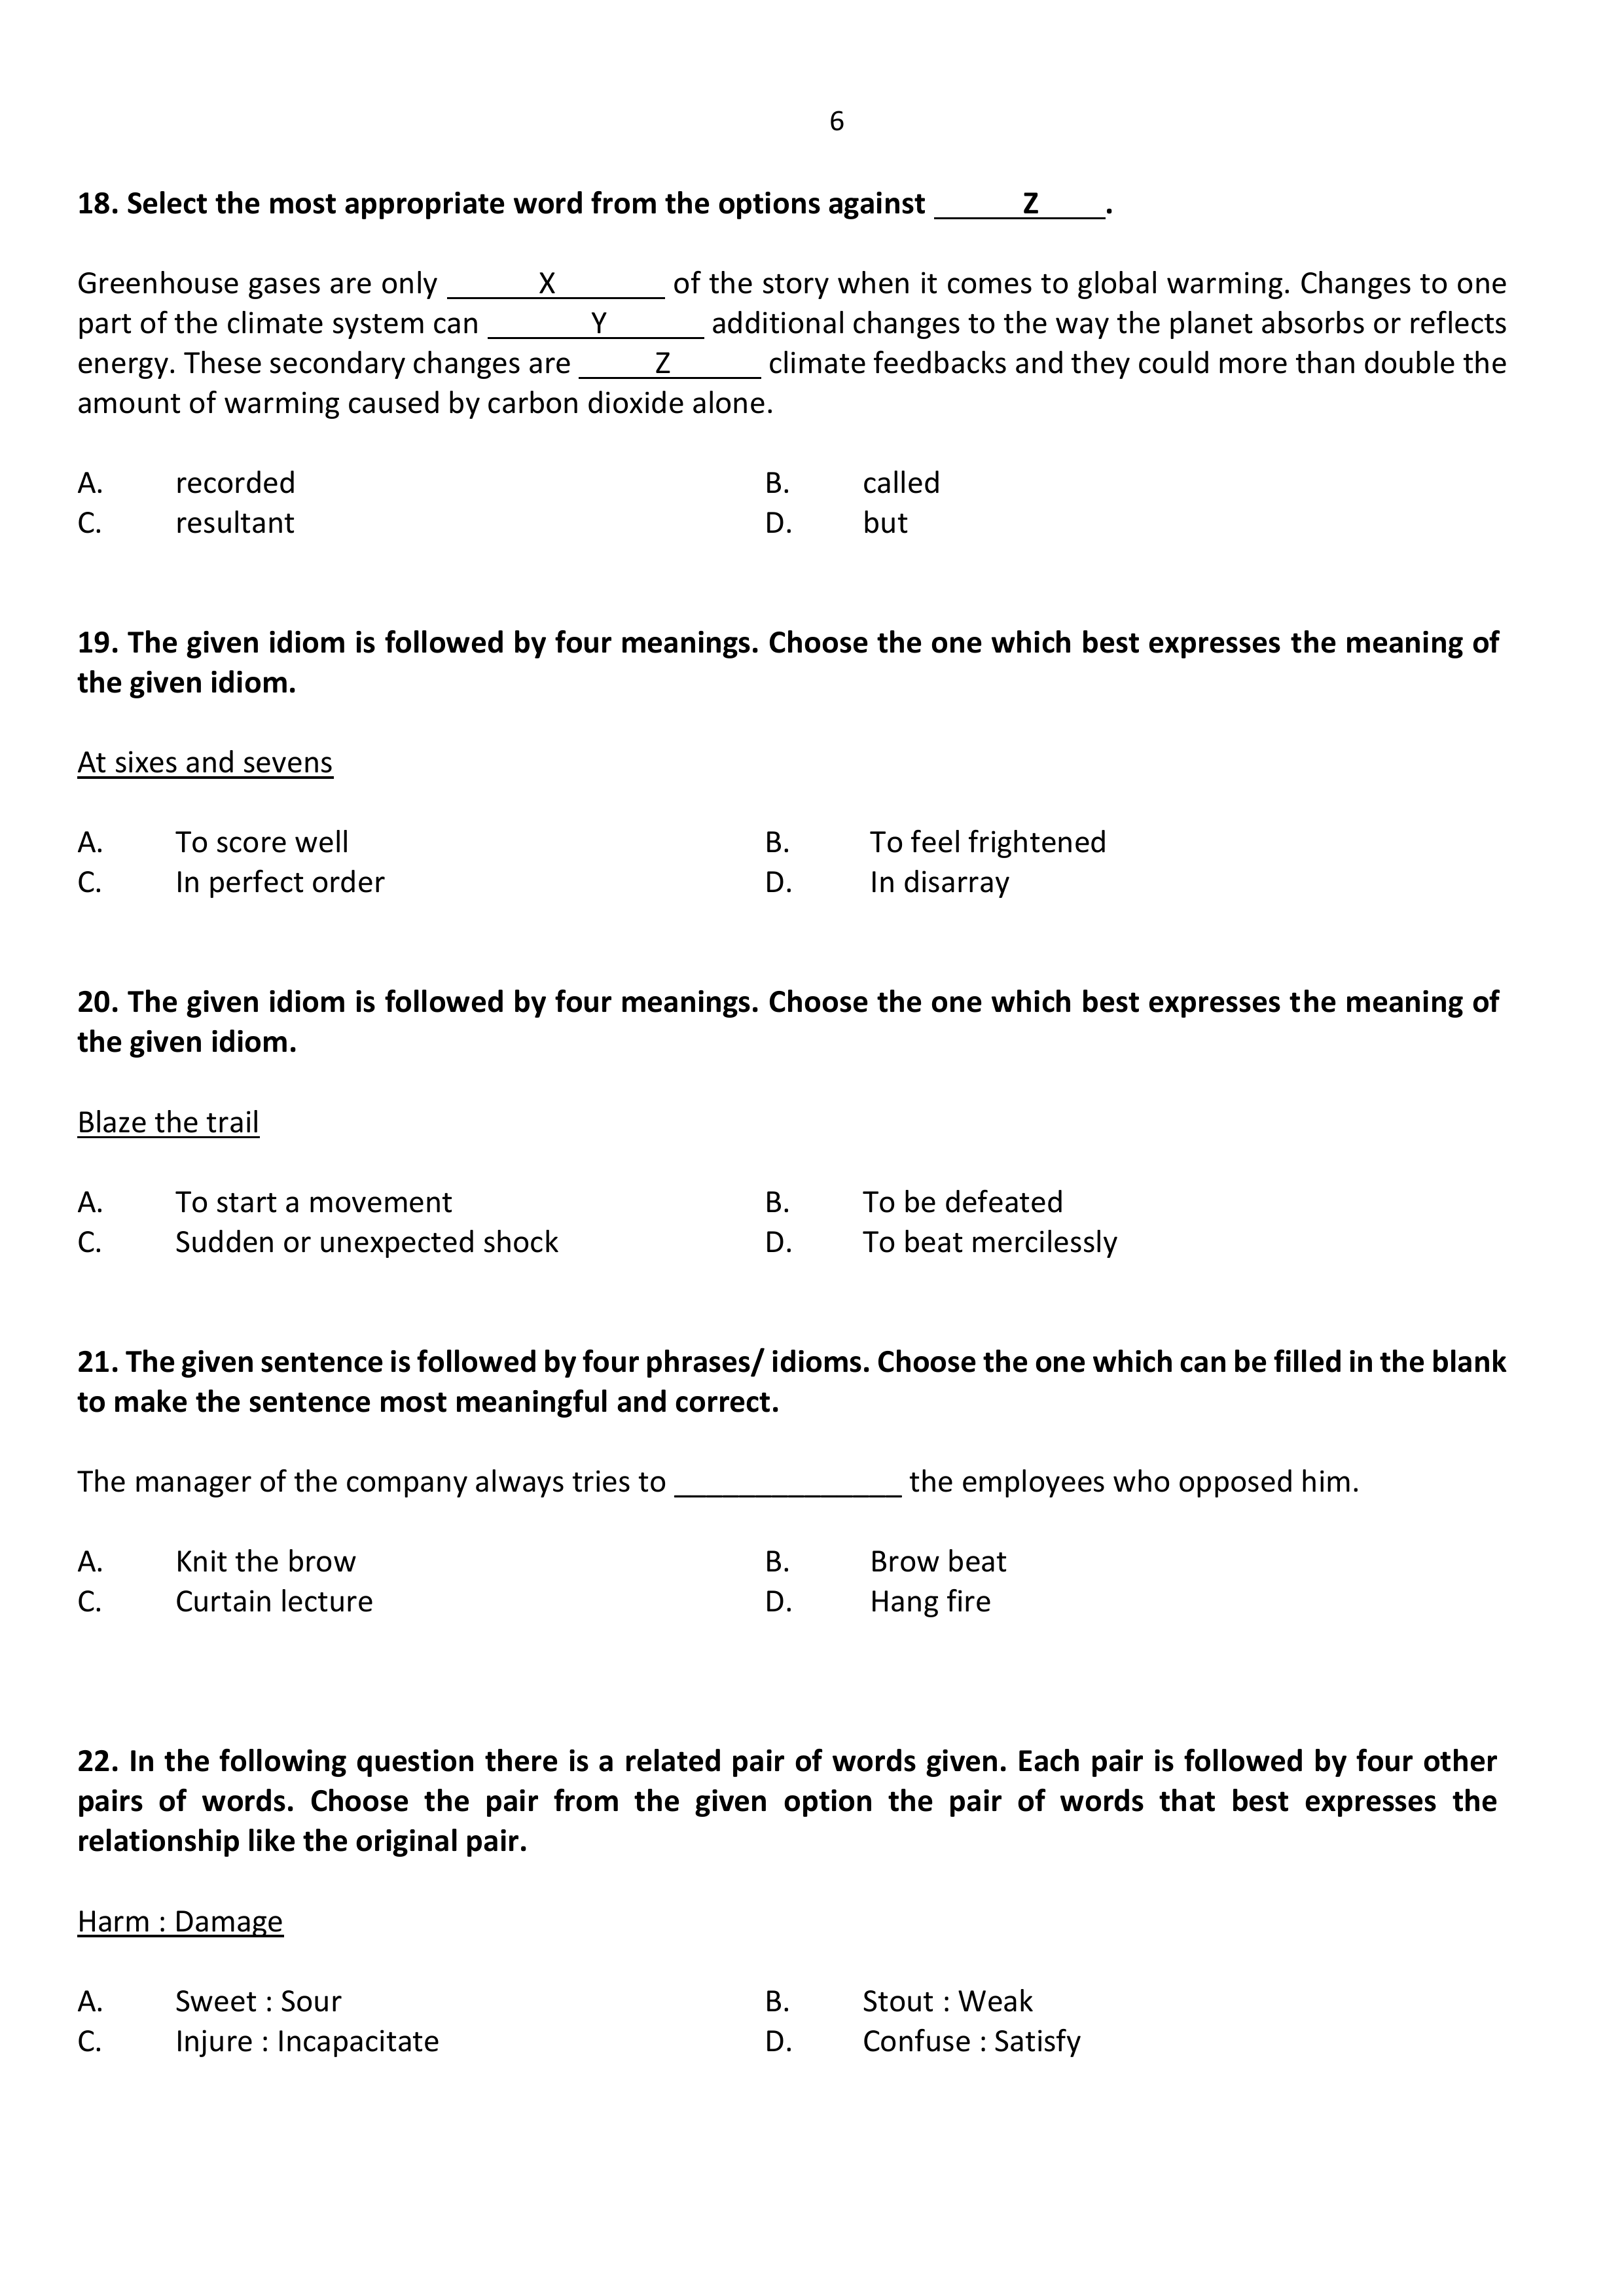 6
18. Select the most appropriate word from the options against ______Z______.
Greenhouse gases are only ______X______ of the story when it comes to global warming. Changes to one
part of the climate system can ______Y______ additional changes to the way the planet absorbs or reflects
energy. These secondary changes are ______Z______ climate feedbacks and they could more than double the
amount of warming caused by carbon dioxide alone.
A. recorded B. called
C. resultant D. but
19. The given idiom is followed by four meanings. Choose the one which best expresses the meaning of
the given idiom.
At sixes and sevens
A. To score well B. To feel frightened
C. In perfect order D. In disarray
20. The given idiom is followed by four meanings. Choose the one which best expresses the meaning of
the given idiom.
Blaze the trail
A. To start a movement B. To be defeated
C. Sudden or unexpected shock D. To beat mercilessly
21. The given sentence is followed by four phrases/ idioms. Choose the one which can be filled in the blank
to make the sentence most meaningful and correct.
The manager of the company always tries to ______________ the employees who opposed him.
A. Knit the brow B. Brow beat
C. Curtain lecture D. Hang fire
22. In the following question there is a related pair of words given. Each pair is followed by four other
pairs of words. Choose the pair from the given option the pair of words that best expresses the
relationship like the original pair.
Harm : Damage
A. Sweet : Sour B. Stout : Weak
C. Injure : Incapacitate D. Confuse : Satisfy